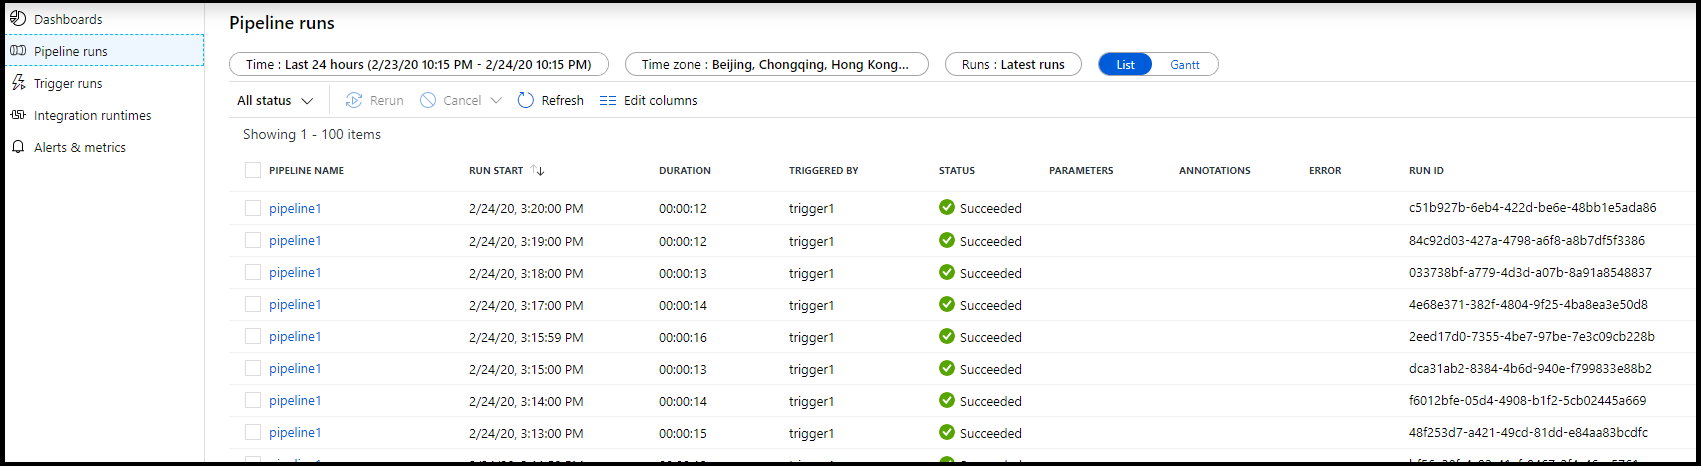 Dashboards
Pipeline runs
Trigger runs
Integration runtimes
Alerts & metrics
Pipeline runs
Time : Last 24 hours (2/23/20 10:15 PM - 2/24/20 10:15 PM) Time zone : Beijing, Chongqing, Hong Kong... Runs : Latest runs List Gantt
All status Rerun Cancel Refresh Edit columns
Showing 1 - 100 items
PIPELINE NAME RUN START DURATION TRIGGERED BY STATUS PARAMETERS ANNOTATIONS ERROR RUN ID
pipeline1 2/24/20, 3:20:00 PM 00:00:12 trigger1 Succeeded c51b927b-6eb4-422d-be6e-48bb1e5ada86
pipeline1 2/24/20, 3:19:00 PM 00:00:12 trigger1 Succeeded 84c92d03-427a-4798-a6f8-a8b7df5f3386
pipeline1 2/24/20, 3:18:00 PM 00:00:13 trigger1 Succeeded 033738bf-a779-4d3d-a07b-8a91a8548837
pipeline1 2/24/20, 3:17:00 PM 00:00:14 trigger1 Succeeded 4e68e371-382f-4804-9f25-4ba8ea3e50d8
pipeline1 2/24/20, 3:15:59 PM 00:00:16 trigger1 Succeeded 2eed17d0-7355-4be7-97be-7e3c09cb228b
pipeline1 2/24/20, 3:15:00 PM 00:00:13 trigger1 Succeeded dca31ab2-8384-4b6d-940e-f799833e88b2
pipeline1 2/24/20, 3:14:00 PM 00:00:14 trigger1 Succeeded f6012bfe-05d4-4908-b1f2-5cb02445a669
pipeline1 2/24/20, 3:13:00 PM 00:00:15 trigger1 Succeeded 48f253d7-a421-49cd-81dd-e84aa83bcdfc